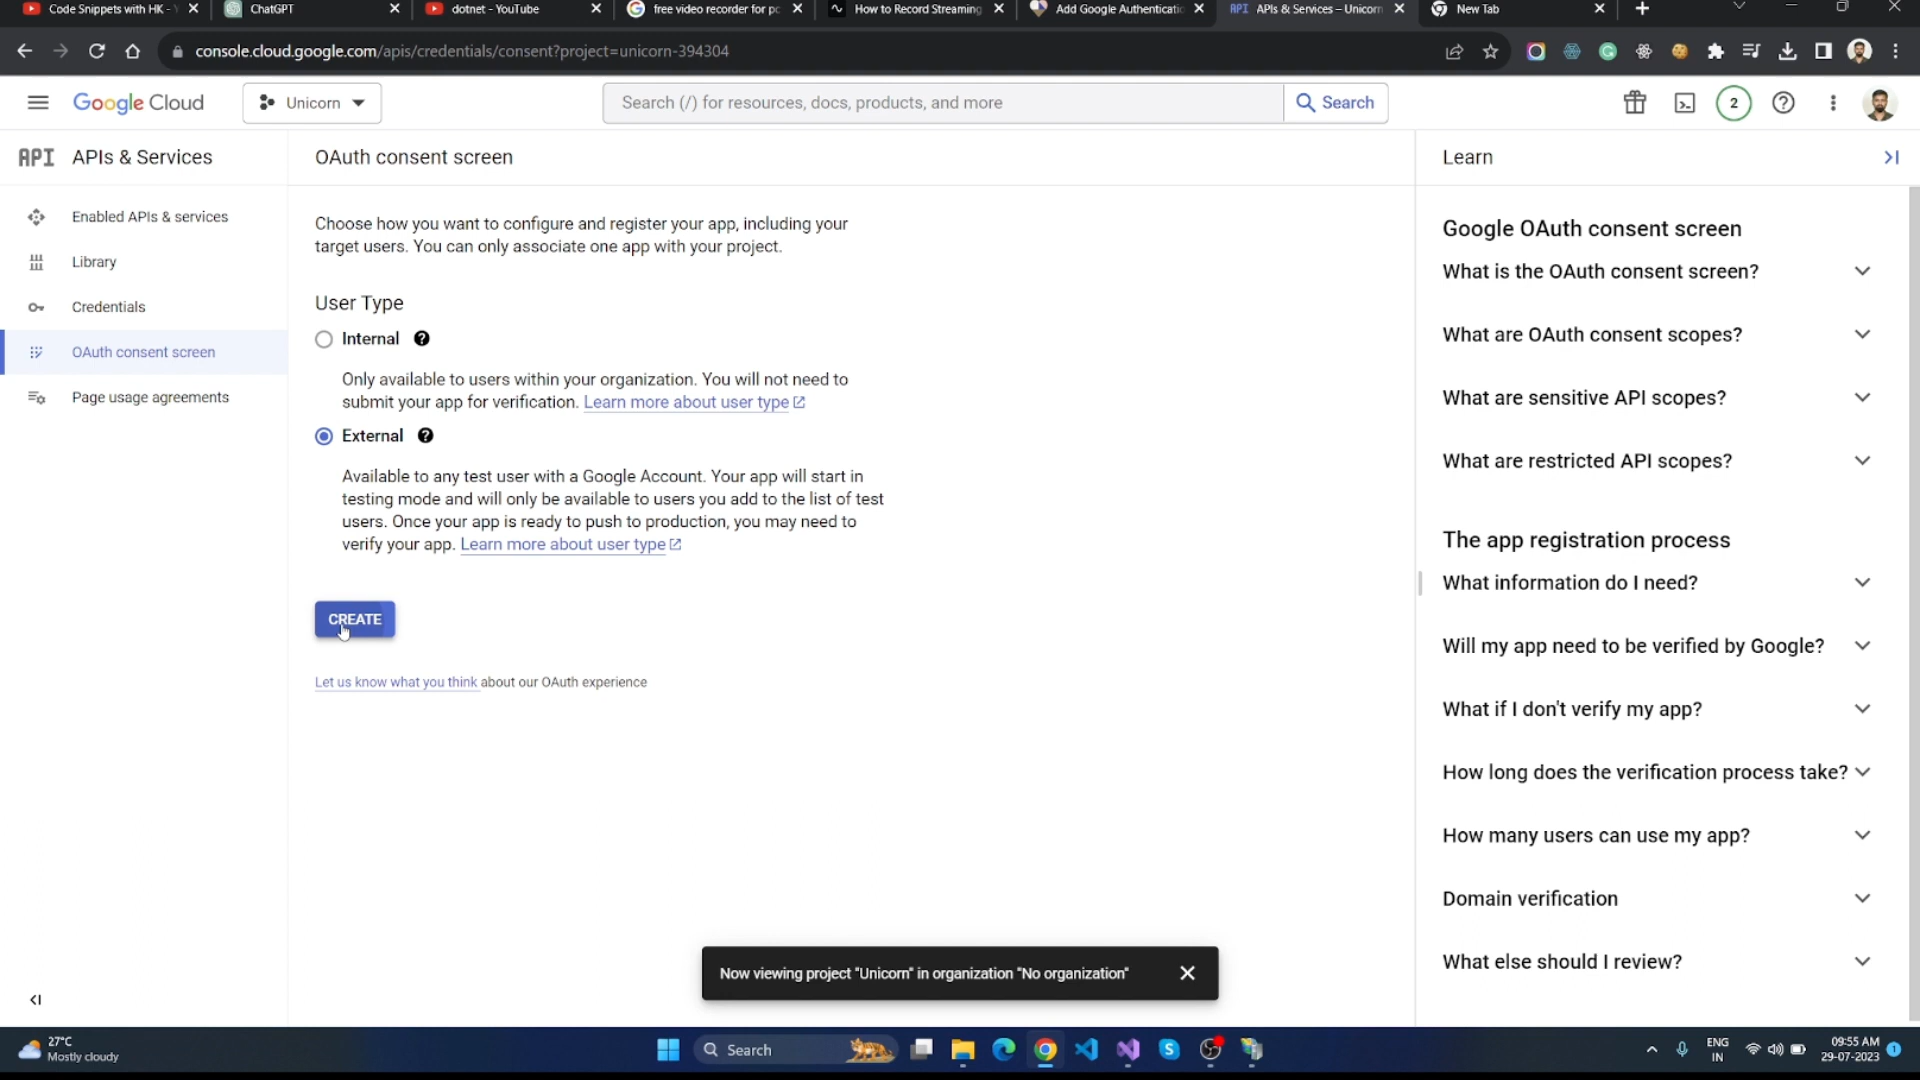 Code Snippets with HK -
ChatGPT
dotnet - YouTube
free video recorder for pc
How to Record Streaming
Add Google Authenticatio
API APIs & Services – Unicorn
New Tab
console.cloud.google.com/apis/credentials/consent?project=unicorn-394304
Google Cloud
Unicorn
Search (/) for resources, docs, products, and more
Search
2
API APIs & Services
OAuth consent screen
Learn
Enabled APIs & services
Library
Credentials
OAuth consent screen
Page usage agreements
Choose how you want to configure and register your app, including your
target users. You can only associate one app with your project.
User Type
Internal
Only available to users within your organization. You will not need to
submit your app for verification. Learn more about user type
External
Available to any test user with a Google Account. Your app will start in
testing mode and will only be available to users you add to the list of test
users. Once your app is ready to push to production, you may need to
verify your app. Learn more about user type
CREATE
Let us know what you think about our OAuth experience
Google OAuth consent screen
What is the OAuth consent screen?
What are OAuth consent scopes?
What are sensitive API scopes?
What are restricted API scopes?
The app registration process
What information do I need?
Will my app need to be verified by Google?
What if I don't verify my app?
How long does the verification process take?
How many users can use my app?
Domain verification
What else should I review?
Now viewing project "Unicorn" in organization "No organization"
27°C
Mostly cloudy
Search
ENG
IN
09:55 AM
29-07-2023
1